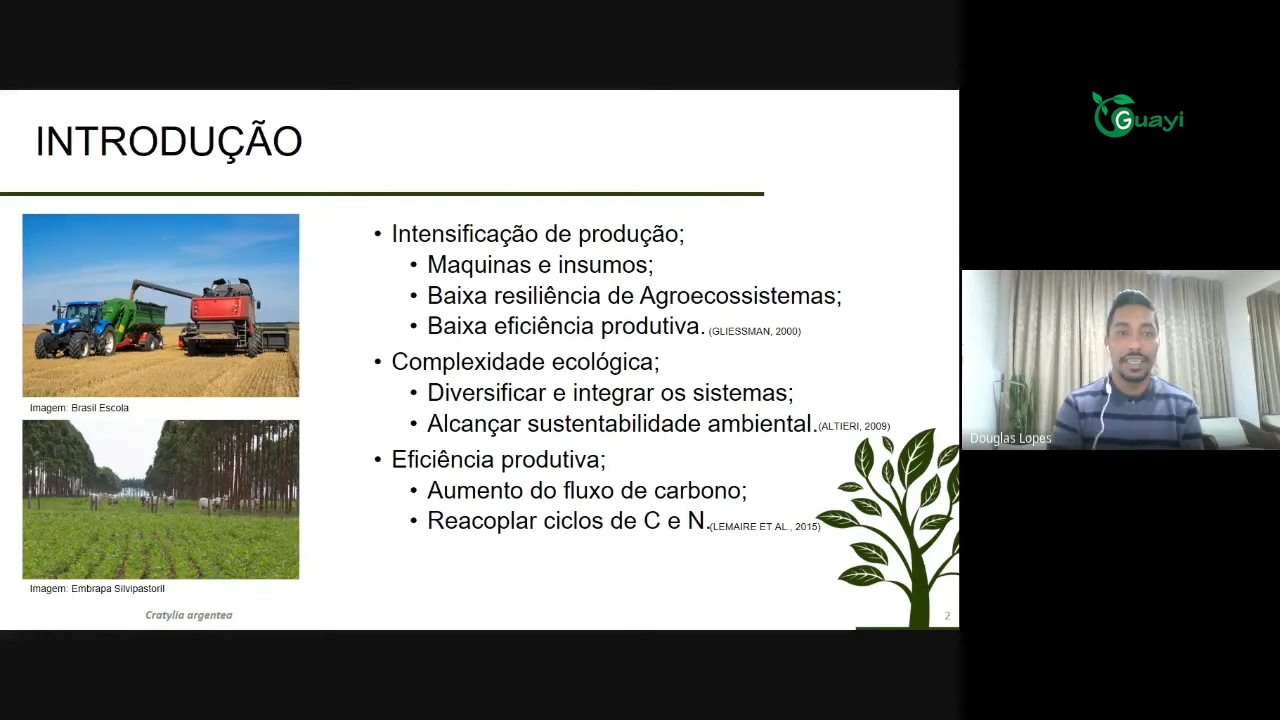 INTRODUÇÃO
• Intensificação de produção;
• Maquinas e insumos;
• Baixa resiliência de Agroecossistemas;
• Baixa eficiência produtiva. (GLIESSMAN, 2000)
• Complexidade ecológica;
• Diversificar e integrar os sistemas;
• Alcançar sustentabilidade ambiental.(ALTIERI, 2009)
• Eficiência produtiva;
• Aumento do fluxo de carbono;
• Reacoplar ciclos de C e N.(LEMAIRE ET AL., 2015)
Imagem: Brasil Escola
Imagem: Embrapa Silvipastoril
Cratylia argentea
2
Guayi
Douglas Lopes